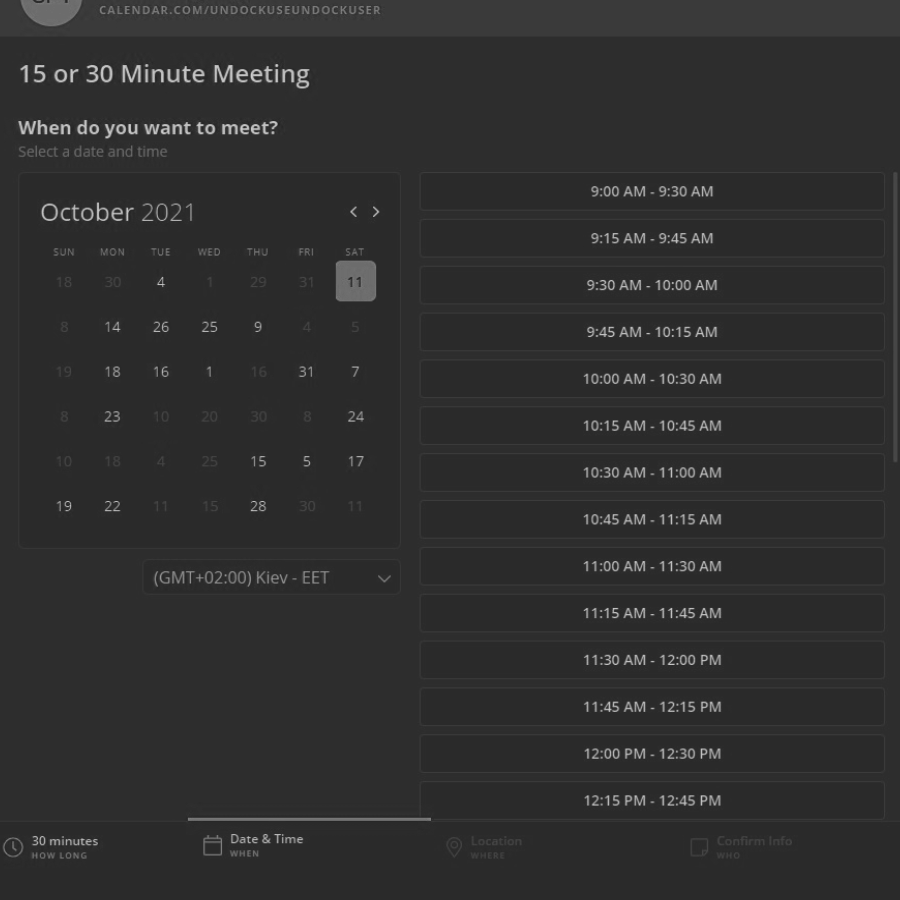 CALENDAR.COM/UNDOCKUSEUNDOCKUSER
15 or 30 Minute Meeting
When do you want to meet?
Select a date and time
October 2021
SUN MON TUE WED THU FRI SAT
18 30 4 1 29 31 11
8 14 26 25 9 4 5
19 18 16 1 16 31 7
8 23 10 20 30 8 24
10 18 4 25 15 5 17
19 22 11 15 28 30 11
(GMT+02:00) Kiev - EET
9:00 AM - 9:30 AM
9:15 AM - 9:45 AM
9:30 AM - 10:00 AM
9:45 AM - 10:15 AM
10:00 AM - 10:30 AM
10:15 AM - 10:45 AM
10:30 AM - 11:00 AM
10:45 AM - 11:15 AM
11:00 AM - 11:30 AM
11:15 AM - 11:45 AM
11:30 AM - 12:00 PM
11:45 AM - 12:15 PM
12:00 PM - 12:30 PM
12:15 PM - 12:45 PM
30 minutes
HOW LONG
Date & Time
WHEN
Location
WHERE
Confirm Info
WHO